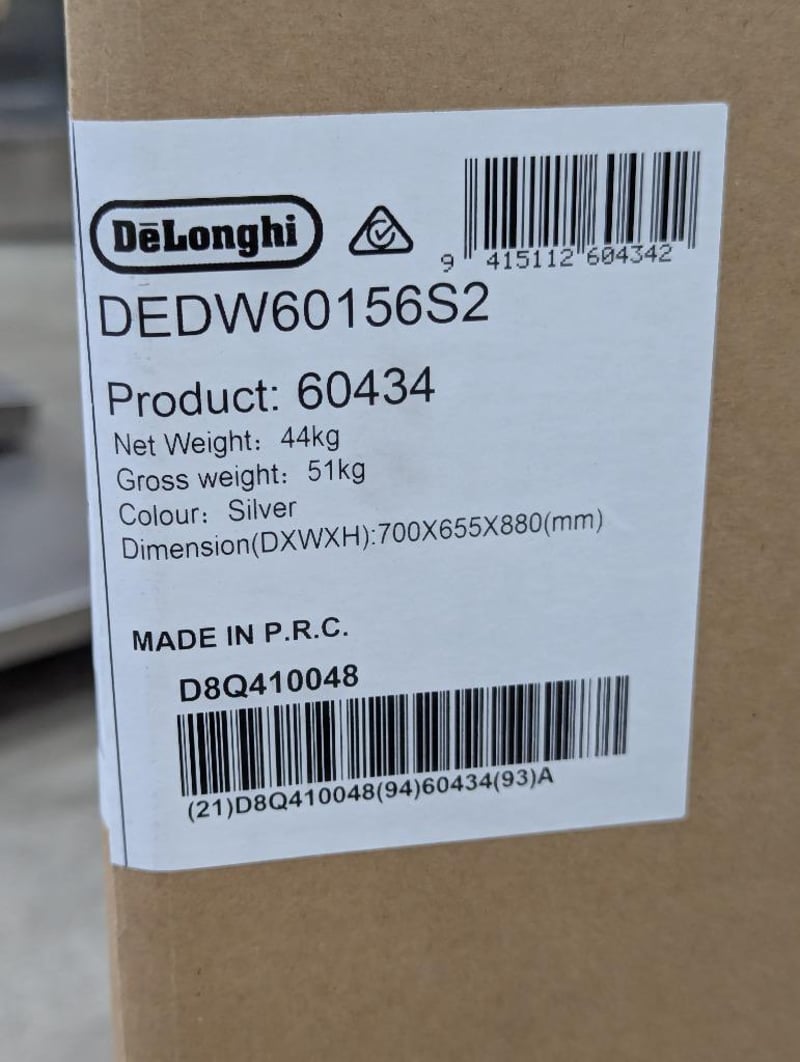 DēLonghi
9 415112 604342
DEDW60156S2
Product: 60434
Net Weight: 44kg
Gross weight: 51kg
Colour: Silver
Dimension(DXWXH):700X655X880(mm)
MADE IN P.R.C.
D8Q410048
(21)D8Q410048(94)60434(93)A